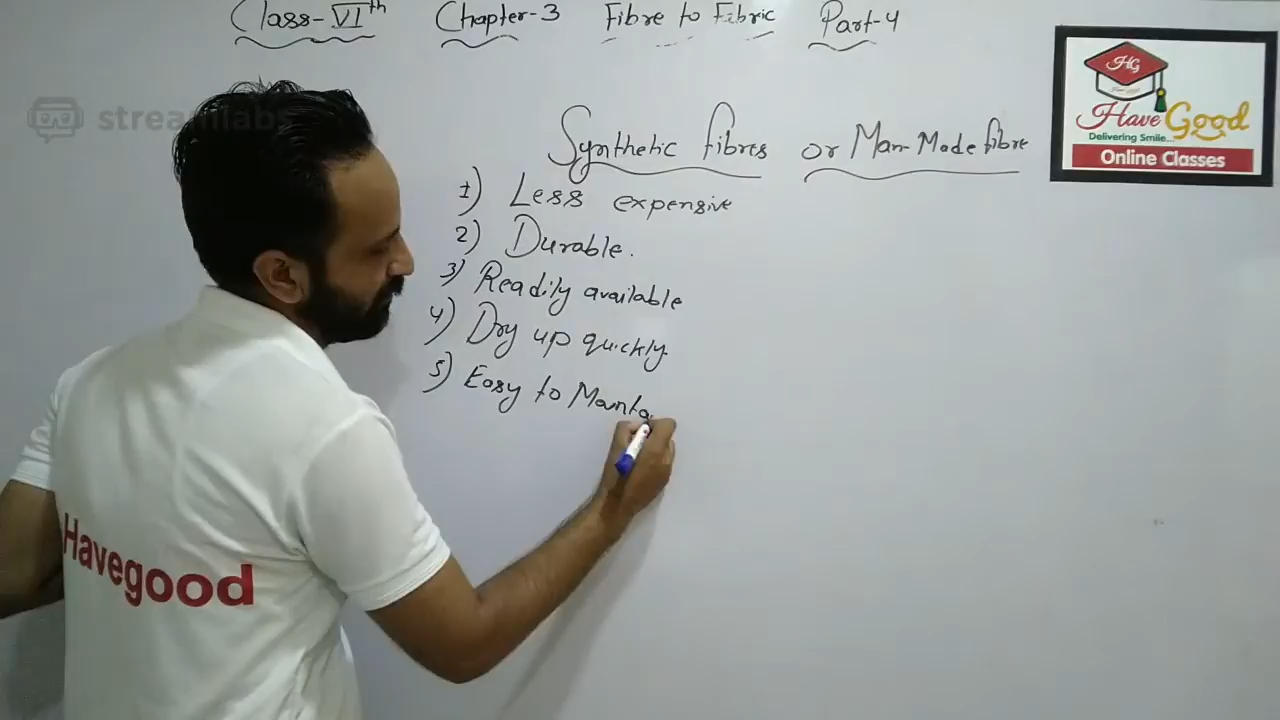 Class-VIth Chapter-3 Fibre to Fabric Part-4
streamlabs
HG
Have Good
Delivering Smile...
Online Classes
Synthetic fibres or Man-Made fibre
1) Less expensive
2) Durable.
3) Readily available
4) Dry up quickly
5) Easy to Mainta
Havegood